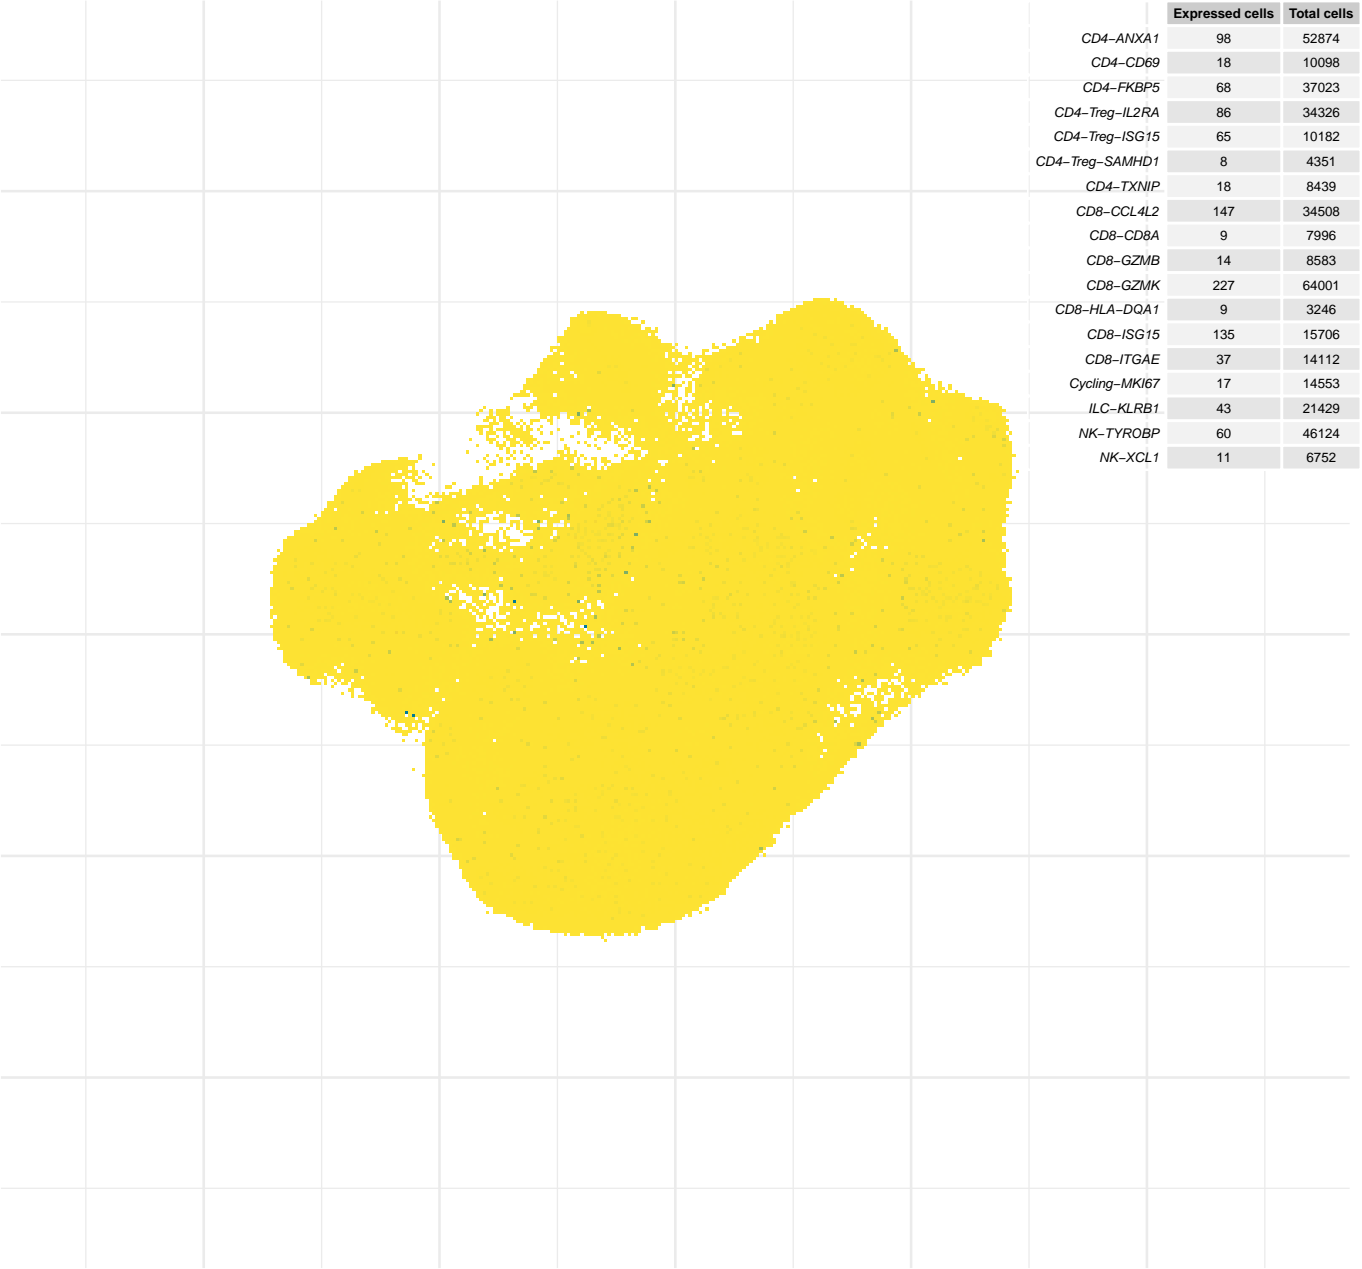 Expressed cells Total cells
CD4−ANXA1 98 52874
CD4−CD69 18 10098
CD4−FKBP5 68 37023
CD4−Treg−IL2RA 86 34326
CD4−Treg−ISG15 65 10182
CD4−Treg−SAMHD1 8 4351
CD4−TXNIP 18 8439
CD8−CCL4L2 147 34508
CD8−CD8A 9 7996
CD8−GZMB 14 8583
CD8−GZMK 227 64001
CD8−HLA−DQA1 9 3246
CD8−ISG15 135 15706
CD8−ITGAE 37 14112
Cycling−MKI67 17 14553
ILC−KLRB1 43 21429
NK−TYROBP 60 46124
NK−XCL1 11 6752